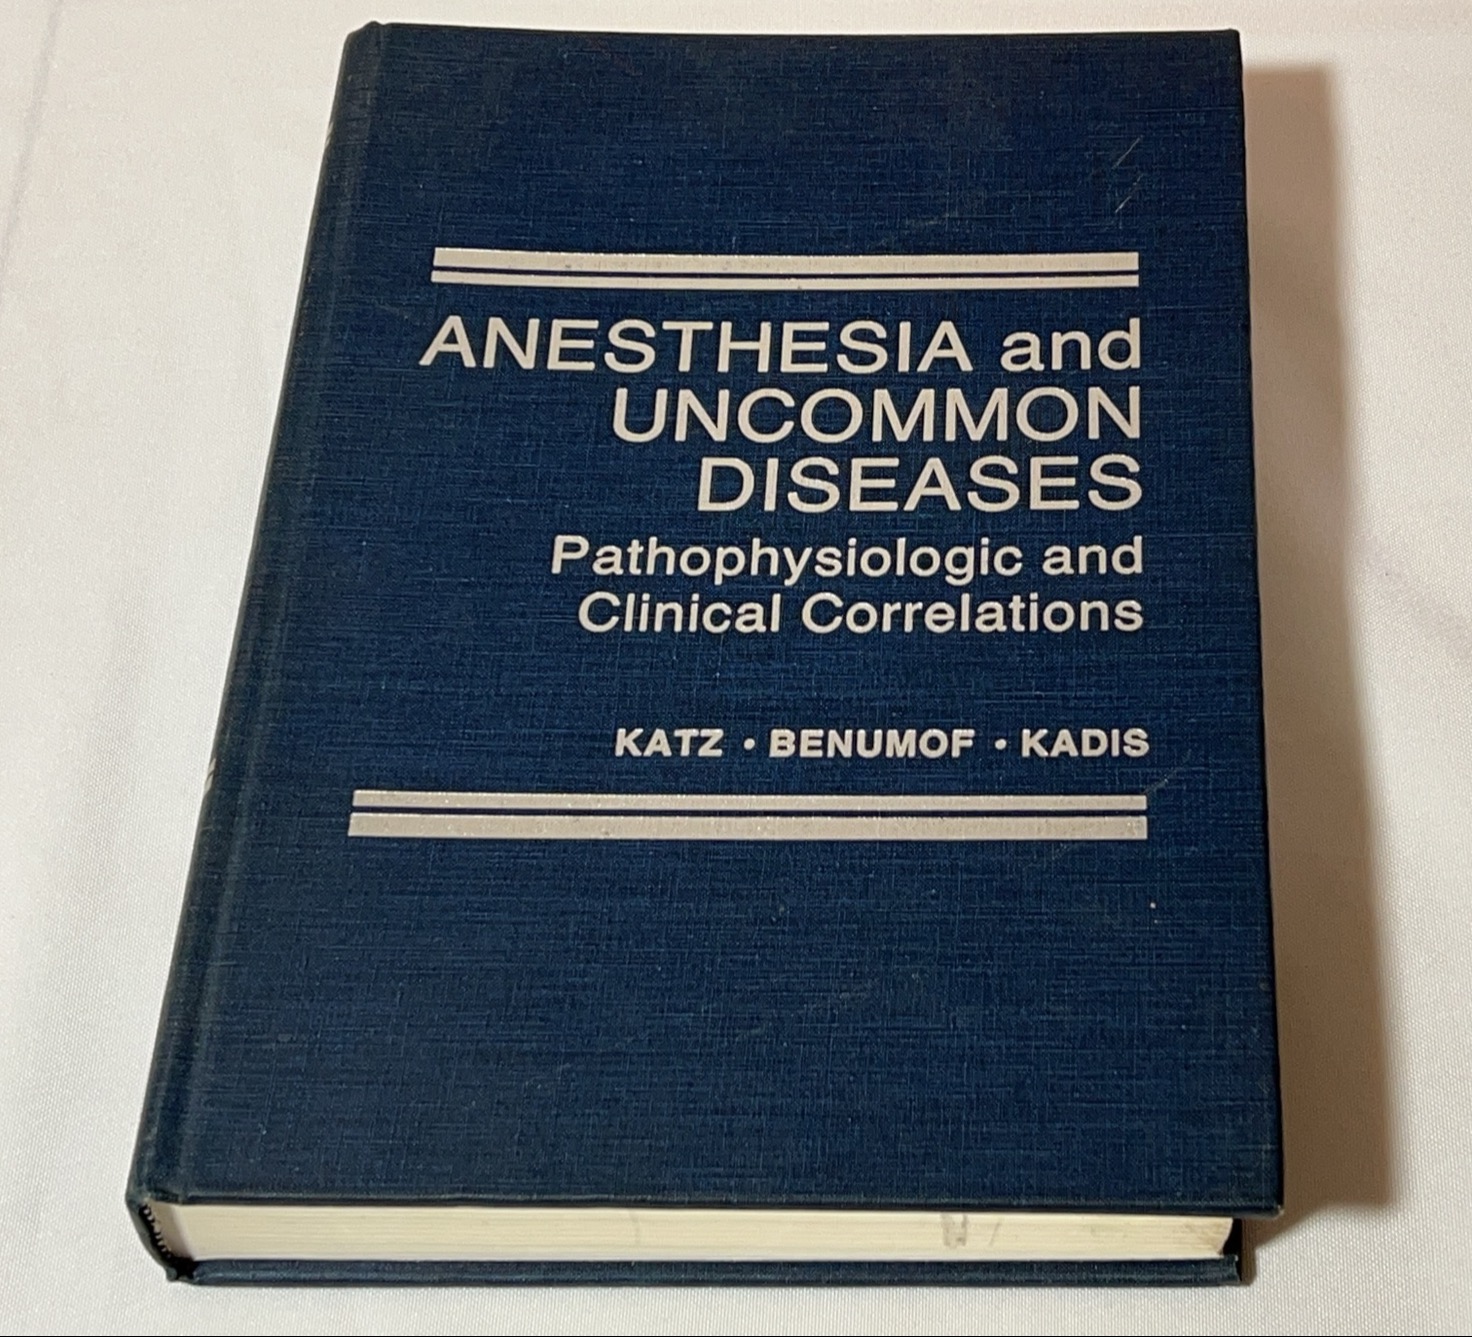 ANESTHESIA and
UNCOMMON
DISEASES
Pathophysiologic and
Clinical Correlations
KATZ • BENUMOF • KADIS